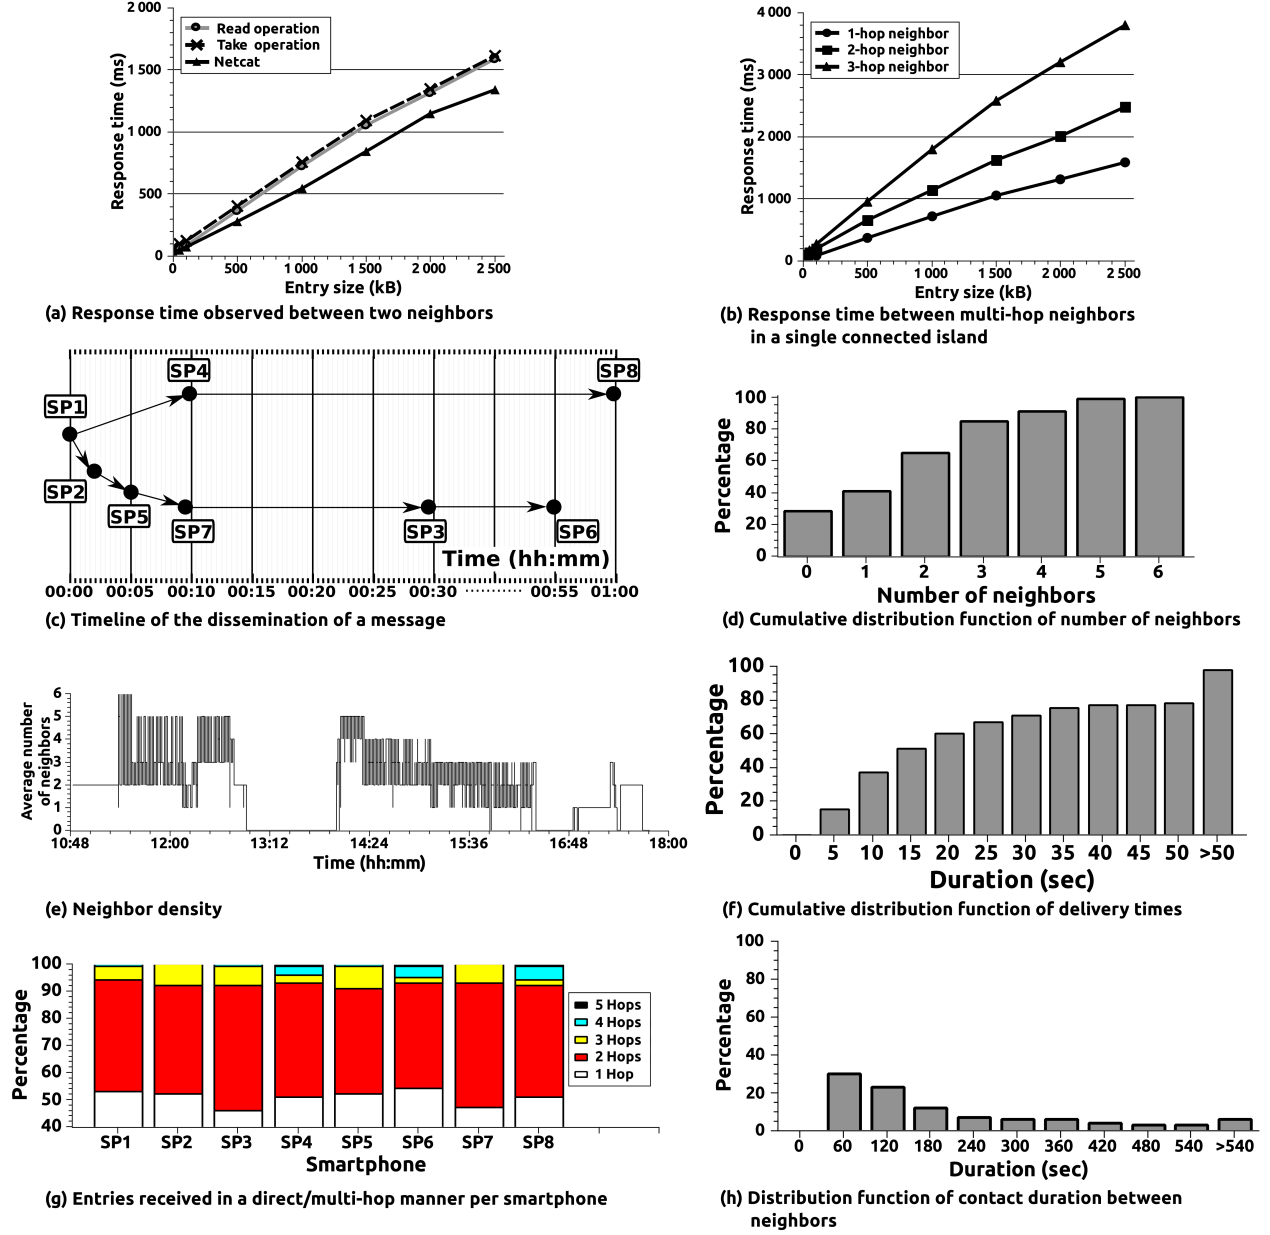 2 000
1 500
1 000
500
0
Response time (ms)
Read operation
Take operation
Netcat
0 500 1 000 1 500 2 000 2 500
Entry size (kB)
(a) Response time observed between two neighbors
4 000
3 000
2 000
1 000
0
Response time (ms)
1-hop neighbor
2-hop neighbor
3-hop neighbor
0 500 1 000 1 500 2 000 2 500
Entry size (kB)
(b) Response time between multi-hop neighbors
in a single connected island
SP4
SP8
SP1
SP2
SP5
SP7
SP3
SP6
Time (hh:mm)
00:00 00:05 00:10 00:15 00:20 00:25 00:30 ......... 00:55 01:00
(c) Timeline of the dissemination of a message
100
80
60
40
20
0
Percentage
0 1 2 3 4 5 6
Number of neighbors
(d) Cumulative distribution function of number of neighbors
6
5
4
3
2
1
0
Average number
of neighbors
10:48 12:00 13:12 14:24 15:36 16:48 18:00
Time (hh:mm)
(e) Neighbor density
100
80
60
40
20
0
Percentage
0 5 10 15 20 25 30 35 40 45 50 >50
Duration (sec)
(f) Cumulative distribution function of delivery times
100
90
80
70
60
50
40
Percentage
5 Hops
4 Hops
3 Hops
2 Hops
1 Hop
SP1 SP2 SP3 SP4 SP5 SP6 SP7 SP8
Smartphone
(g) Entries received in a direct/multi-hop manner per smartphone
100
80
60
40
20
0
Percentage
0 60 120 180 240 300 360 420 480 540 >540
Duration (sec)
(h) Distribution function of contact duration between
neighbors